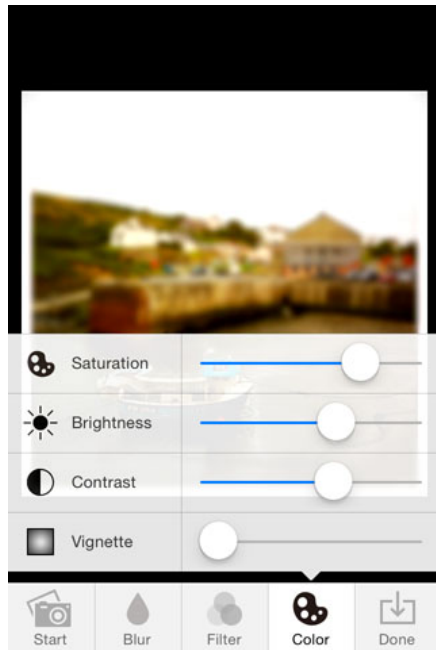 Saturation
Brightness
Contrast
Vignette
Start Blur Filter Color Done